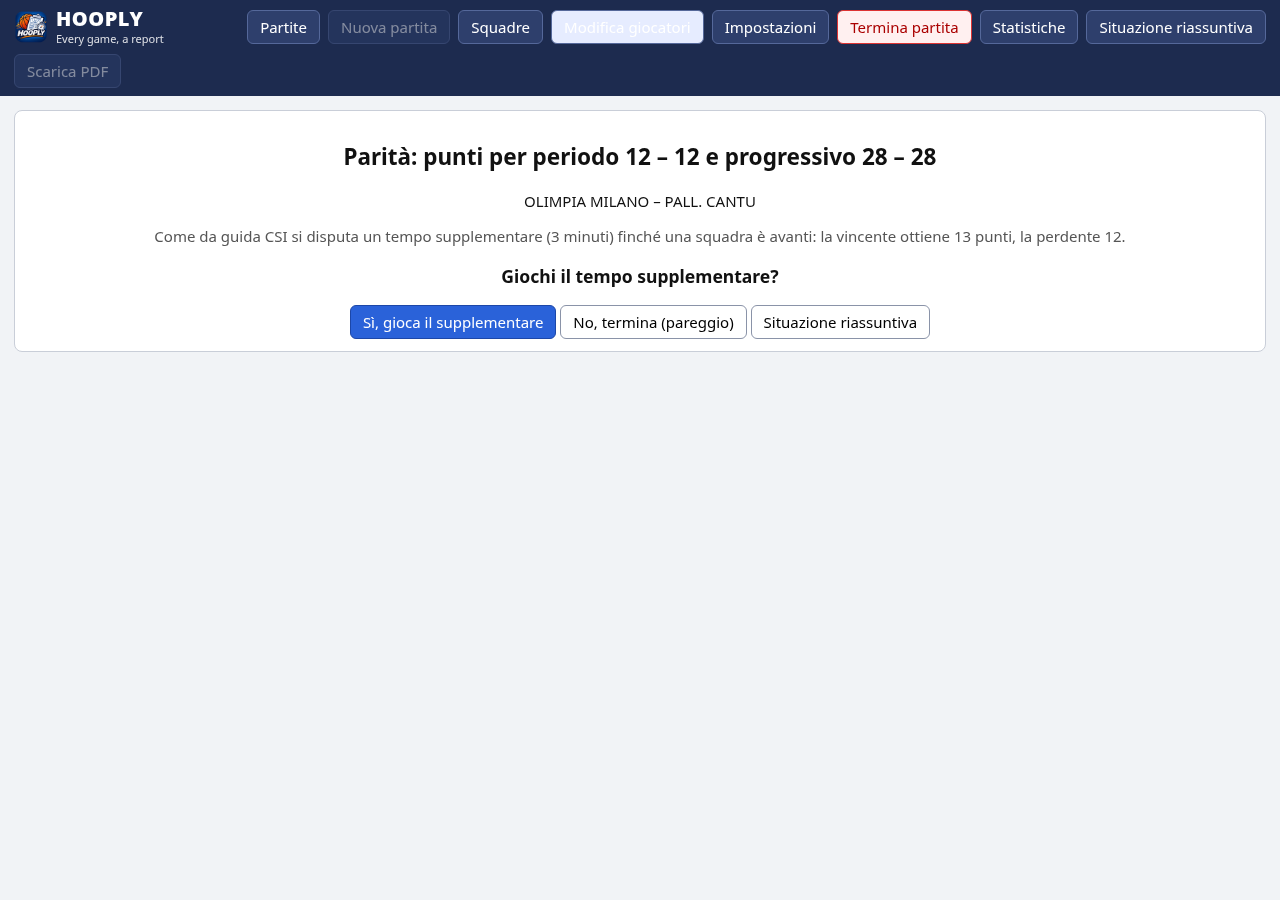 HOOPLY
HOOPLY
Every game, a report
Partite
Nuova partita
Squadre
Modifica giocatori
Impostazioni
Termina partita
Statistiche
Situazione riassuntiva
Scarica PDF
Parità: punti per periodo 12 – 12 e progressivo 28 – 28
OLIMPIA MILANO – PALL. CANTU
Come da guida CSI si disputa un tempo supplementare (3 minuti) finché una squadra è avanti: la vincente ottiene 13 punti, la perdente 12.
Giochi il tempo supplementare?
Sì, gioca il supplementare
No, termina (pareggio)
Situazione riassuntiva